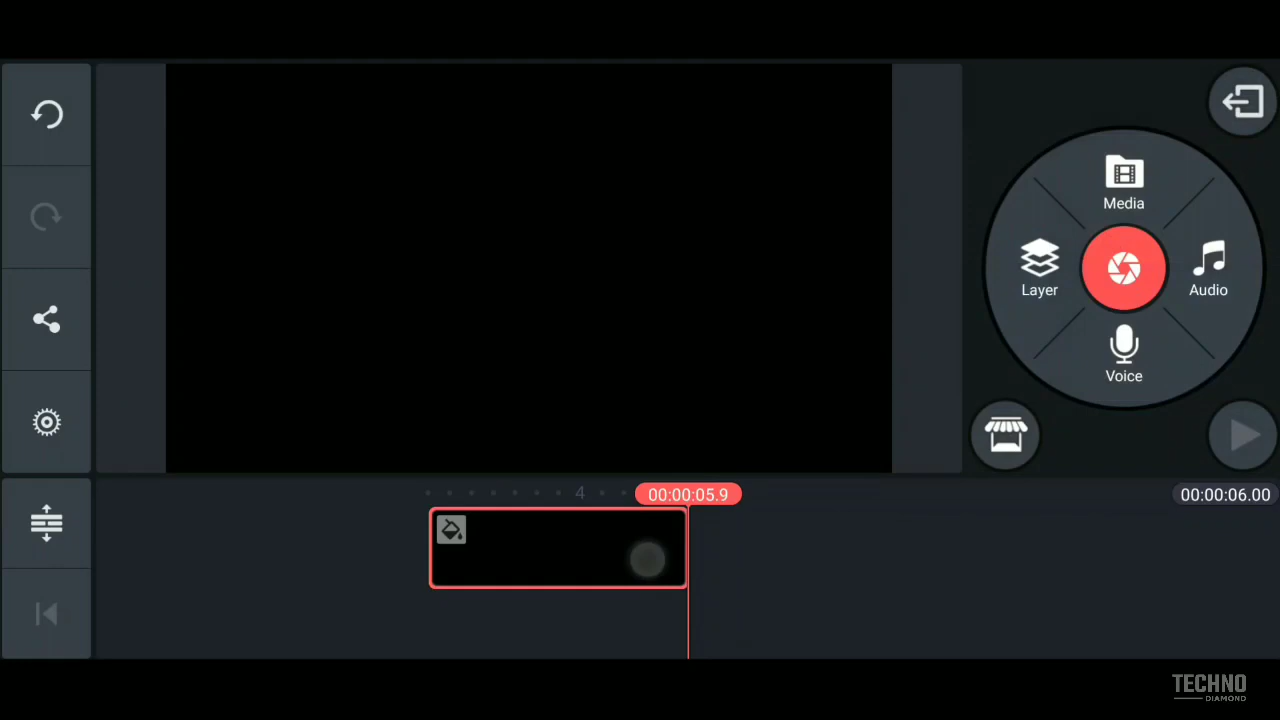 Media
Layer
Audio
Voice
4
00:00:05.9
00:00:06.00
TECHNO
DIAMOND